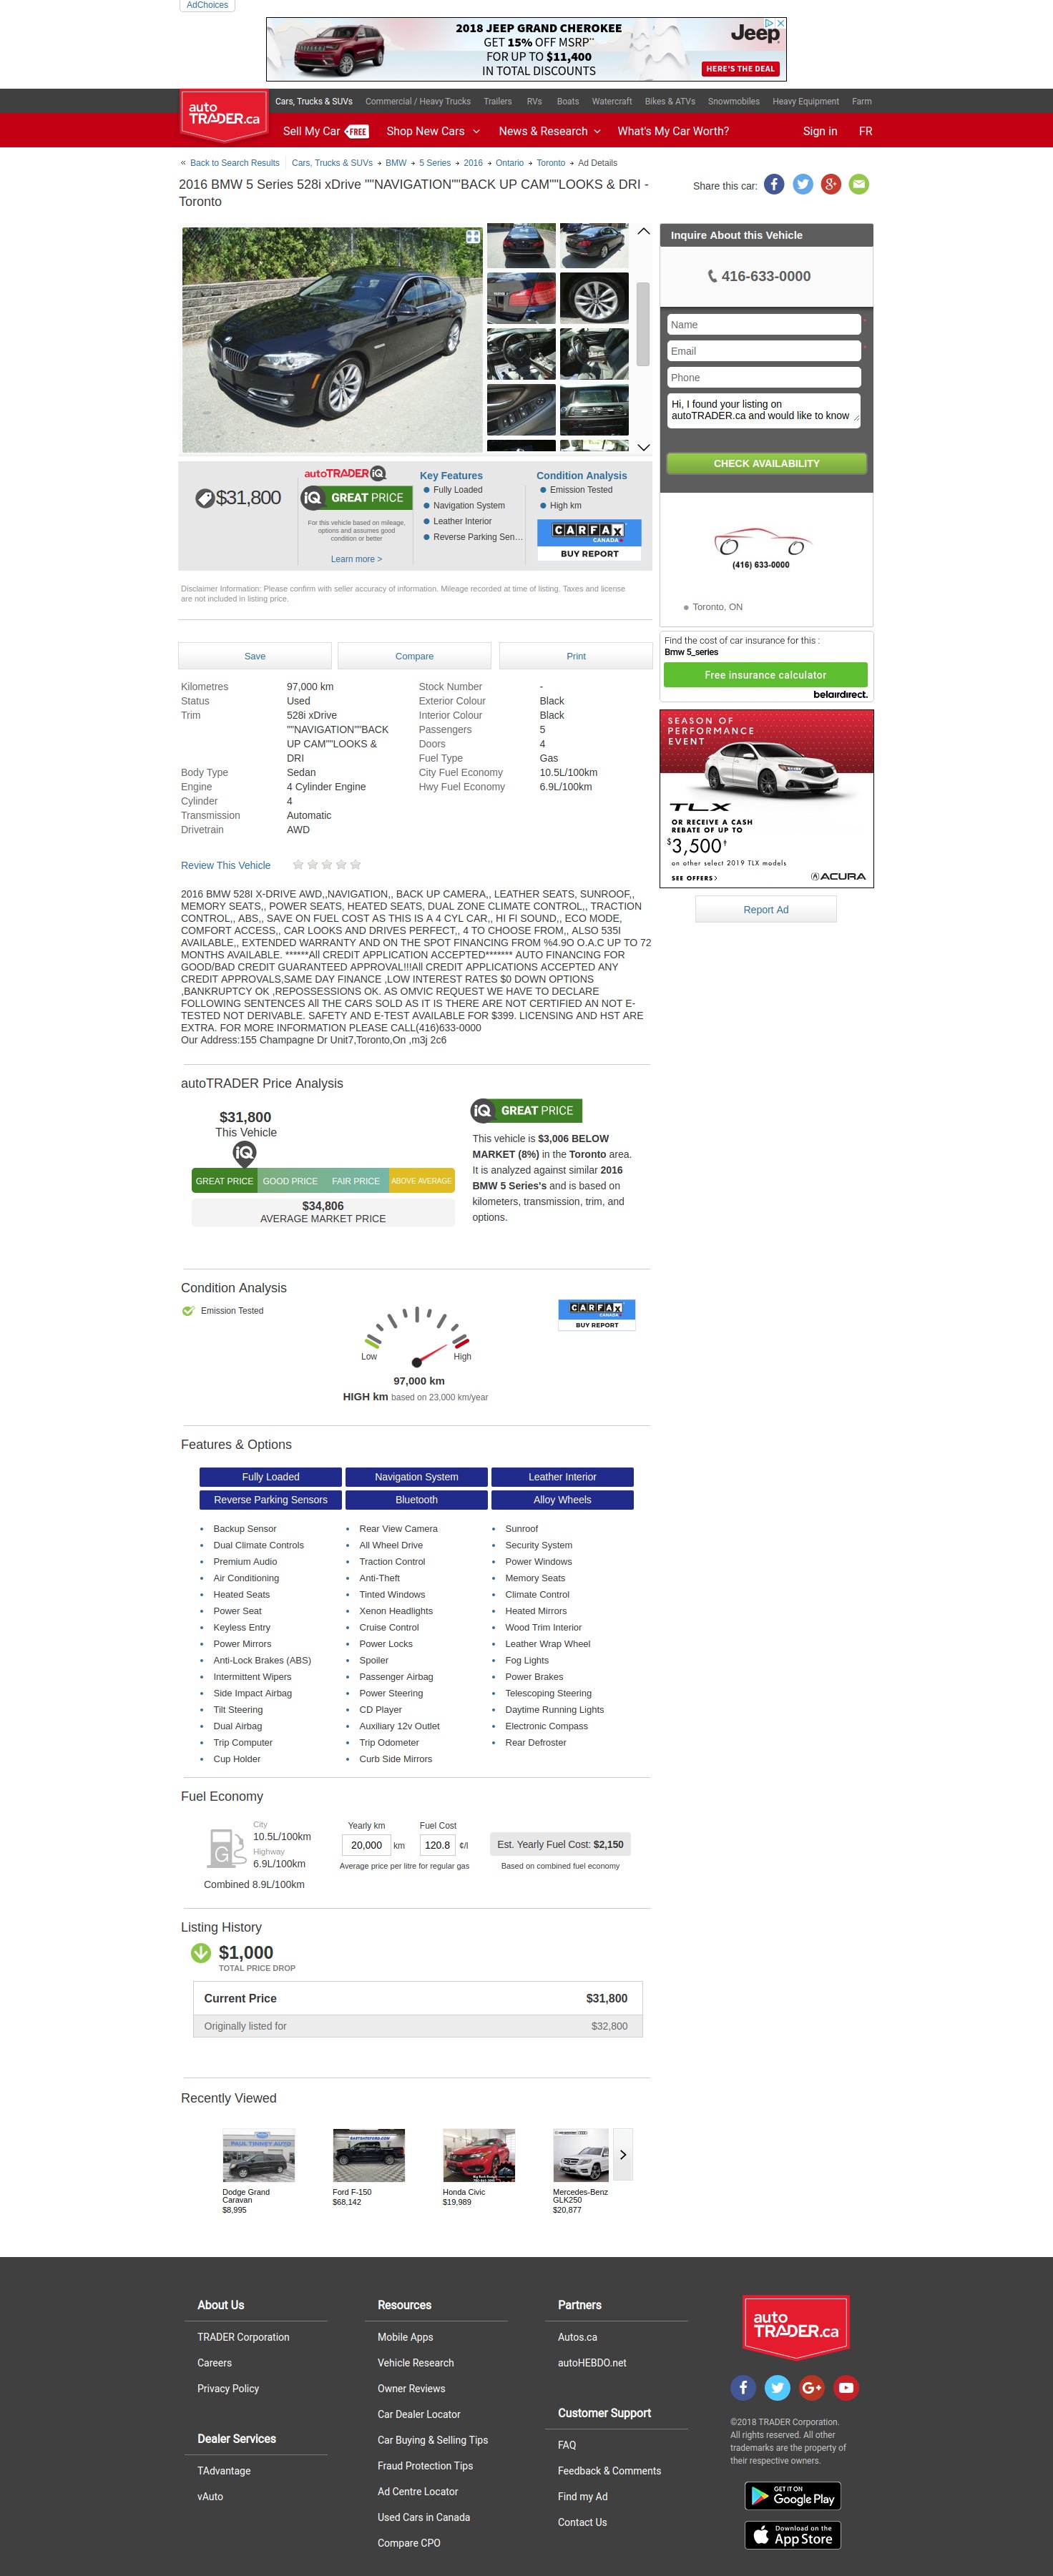 AdChoices
2018 JEEP GRAND CHEROKEE
GET 15% OFF MSRP**
FOR UP TO $11,400
IN TOTAL DISCOUNTS
Jeep
HERE'S THE DEAL
auto
TRADER.ca
Cars, Trucks & SUVs Commercial / Heavy Trucks Trailers RVs Boats Watercraft Bikes & ATVs Snowmobiles Heavy Equipment Farm
Sell My Car FREE Shop New Cars News & Research What's My Car Worth? Sign in FR
« Back to Search Results Cars, Trucks & SUVs BMW 5 Series 2016 Ontario Toronto Ad Details
2016 BMW 5 Series 528i xDrive ""NAVIGATION""BACK UP CAM""LOOKS & DRI -
Toronto
Share this car:
Inquire About this Vehicle
416-633-0000
Name
Email
Phone
Hi, I found your listing on
autoTRADER.ca and would like to know
CHECK AVAILABILITY
(416) 633-0000
Toronto, ON
$31,800
autoTRADER iQ
iQ GREAT PRICE
For this vehicle based on mileage,
options and assumes good
condition or better
Learn more >
Key Features
Fully Loaded
Navigation System
Leather Interior
Reverse Parking Sen…
Condition Analysis
Emission Tested
High km
CARFAX
CANADA
BUY REPORT
Disclaimer Information: Please confirm with seller accuracy of information. Mileage recorded at time of listing. Taxes and license
are not included in listing price.
Find the cost of car insurance for this :
Bmw 5_series
Free insurance calculator
belairdirect.
Save Compare Print
Kilometres 97,000 km Stock Number -
Status Used Exterior Colour Black
Trim 528i xDrive Interior Colour Black
""NAVIGATION""BACK Passengers 5
UP CAM""LOOKS & Doors 4
DRI Fuel Type Gas
Body Type Sedan City Fuel Economy 10.5L/100km
Engine 4 Cylinder Engine Hwy Fuel Economy 6.9L/100km
Cylinder 4
Transmission Automatic
Drivetrain AWD
SEASON OF
PERFORMANCE
EVENT
TLX
OR RECEIVE A CASH
REBATE OF UP TO
$3,500†
on other select 2019 TLX models
SEE OFFERS>
ACURA
Report Ad
Review This Vehicle
2016 BMW 528I X-DRIVE AWD,,NAVIGATION,, BACK UP CAMERA,, LEATHER SEATS, SUNROOF,,
MEMORY SEATS,, POWER SEATS, HEATED SEATS, DUAL ZONE CLIMATE CONTROL,, TRACTION
CONTROL,, ABS,, SAVE ON FUEL COST AS THIS IS A 4 CYL CAR,, HI FI SOUND,, ECO MODE,
COMFORT ACCESS,, CAR LOOKS AND DRIVES PERFECT,, 4 TO CHOOSE FROM,, ALSO 535I
AVAILABLE,, EXTENDED WARRANTY AND ON THE SPOT FINANCING FROM %4.9O O.A.C UP TO 72
MONTHS AVAILABLE. ******All CREDIT APPLICATION ACCEPTED******* AUTO FINANCING FOR
GOOD/BAD CREDIT GUARANTEED APPROVAL!!!All CREDIT APPLICATIONS ACCEPTED ANY
CREDIT APPROVALS,SAME DAY FINANCE ,LOW INTEREST RATES $0 DOWN OPTIONS
,BANKRUPTCY OK ,REPOSSESSIONS OK. AS OMVIC REQUEST WE HAVE TO DECLARE
FOLLOWING SENTENCES All THE CARS SOLD AS IT IS THERE ARE NOT CERTIFIED AN NOT E-
TESTED NOT DERIVABLE. SAFETY AND E-TEST AVAILABLE FOR $399. LICENSING AND HST ARE
EXTRA. FOR MORE INFORMATION PLEASE CALL(416)633-0000
Our Address:155 Champagne Dr Unit7,Toronto,On ,m3j 2c6
autoTRADER Price Analysis
$31,800
This Vehicle
iQ
GREAT PRICE GOOD PRICE FAIR PRICE ABOVE AVERAGE
$34,806
AVERAGE MARKET PRICE
iQ GREAT PRICE
This vehicle is $3,006 BELOW
MARKET (8%) in the Toronto area.
It is analyzed against similar 2016
BMW 5 Series's and is based on
kilometers, transmission, trim, and
options.
Condition Analysis
Emission Tested
Low High
97,000 km
HIGH km based on 23,000 km/year
CARFAX
CANADA
BUY REPORT
Features & Options
Fully Loaded Navigation System Leather Interior
Reverse Parking Sensors Bluetooth Alloy Wheels
Backup Sensor Rear View Camera Sunroof
Dual Climate Controls All Wheel Drive Security System
Premium Audio Traction Control Power Windows
Air Conditioning Anti-Theft Memory Seats
Heated Seats Tinted Windows Climate Control
Power Seat Xenon Headlights Heated Mirrors
Keyless Entry Cruise Control Wood Trim Interior
Power Mirrors Power Locks Leather Wrap Wheel
Anti-Lock Brakes (ABS) Spoiler Fog Lights
Intermittent Wipers Passenger Airbag Power Brakes
Side Impact Airbag Power Steering Telescoping Steering
Tilt Steering CD Player Daytime Running Lights
Dual Airbag Auxiliary 12v Outlet Electronic Compass
Trip Computer Trip Odometer Rear Defroster
Cup Holder Curb Side Mirrors
Fuel Economy
G
City
10.5L/100km
Highway
6.9L/100km
Combined 8.9L/100km
Yearly km Fuel Cost
20,000 km 120.8 ¢/l
Average price per litre for regular gas
Est. Yearly Fuel Cost: $2,150
Based on combined fuel economy
Listing History
$1,000
TOTAL PRICE DROP
Current Price $31,800
Originally listed for $32,800
Recently Viewed
PAUL TINNEY AUTO
Dodge Grand
Caravan
$8,995
Ford F-150
$68,142
Honda Civic
$19,989
Mercedes-Benz
GLK250
$20,877
About Us
TRADER Corporation
Careers
Privacy Policy
Dealer Services
TAdvantage
vAuto
Resources
Mobile Apps
Vehicle Research
Owner Reviews
Car Dealer Locator
Car Buying & Selling Tips
Fraud Protection Tips
Ad Centre Locator
Used Cars in Canada
Compare CPO
Partners
Autos.ca
autoHEBDO.net
Customer Support
FAQ
Feedback & Comments
Find my Ad
Contact Us
auto
TRADER.ca
©2018 TRADER Corporation.
All rights reserved. All other
trademarks are the property of
their respective owners.
GET IT ON
Google Play
Download on the
App Store